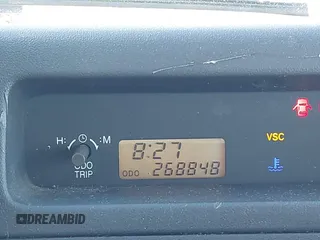 H: :M
8:27
ODO
TRIP
ODO 268848
VSC
DREAMBID